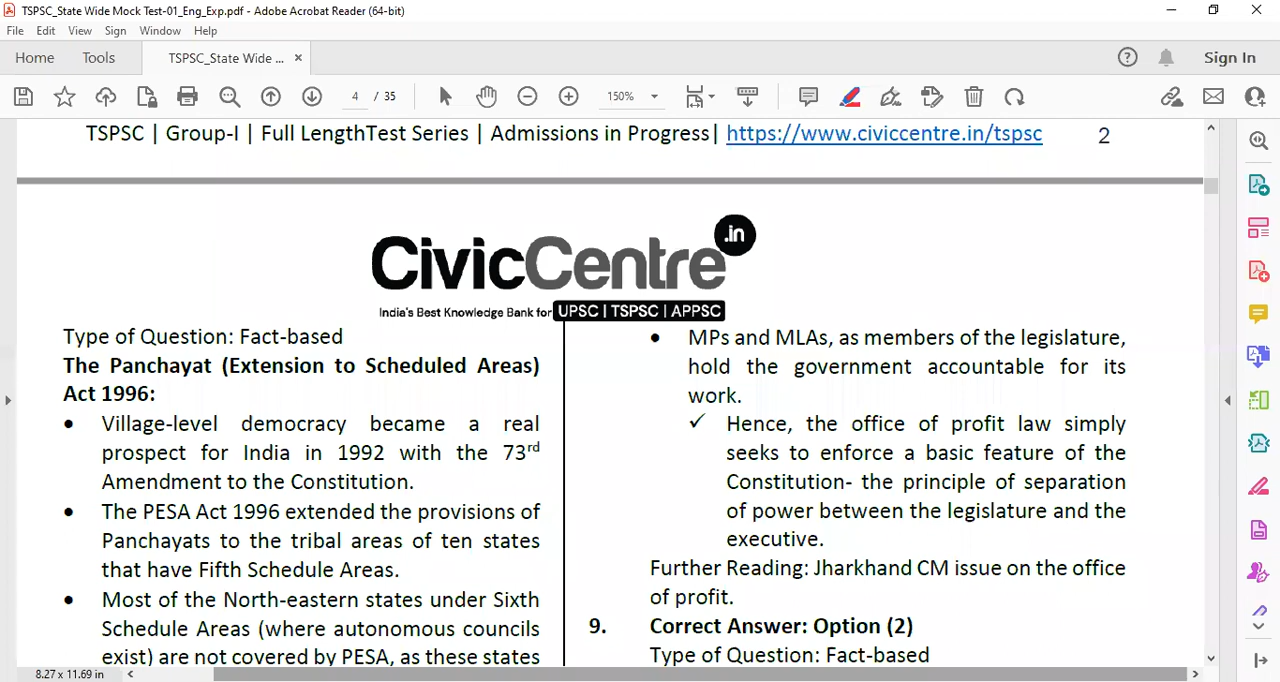 TSPSC_State Wide Mock Test-01_Eng_Exp.pdf - Adobe Acrobat Reader (64-bit)
File Edit View Sign Window Help
Home Tools TSPSC_State Wide ... × Sign In
4 / 35 150%
TSPSC | Group-I | Full LengthTest Series | Admissions in Progress| https://www.civiccentre.in/tspsc 2
CivicCentre .in
India's Best Knowledge Bank for UPSC | TSPSC | APPSC
Type of Question: Fact-based
The Panchayat (Extension to Scheduled Areas)
Act 1996:
• Village-level democracy became a real
prospect for India in 1992 with the 73rd
Amendment to the Constitution.
• The PESA Act 1996 extended the provisions of
Panchayats to the tribal areas of ten states
that have Fifth Schedule Areas.
• Most of the North-eastern states under Sixth
Schedule Areas (where autonomous councils
exist) are not covered by PESA, as these states
• MPs and MLAs, as members of the legislature,
hold the government accountable for its
work.
✓ Hence, the office of profit law simply
seeks to enforce a basic feature of the
Constitution- the principle of separation
of power between the legislature and the
executive.
Further Reading: Jharkhand CM issue on the office
of profit.
9. Correct Answer: Option (2)
Type of Question: Fact-based
8.27 x 11.69 in